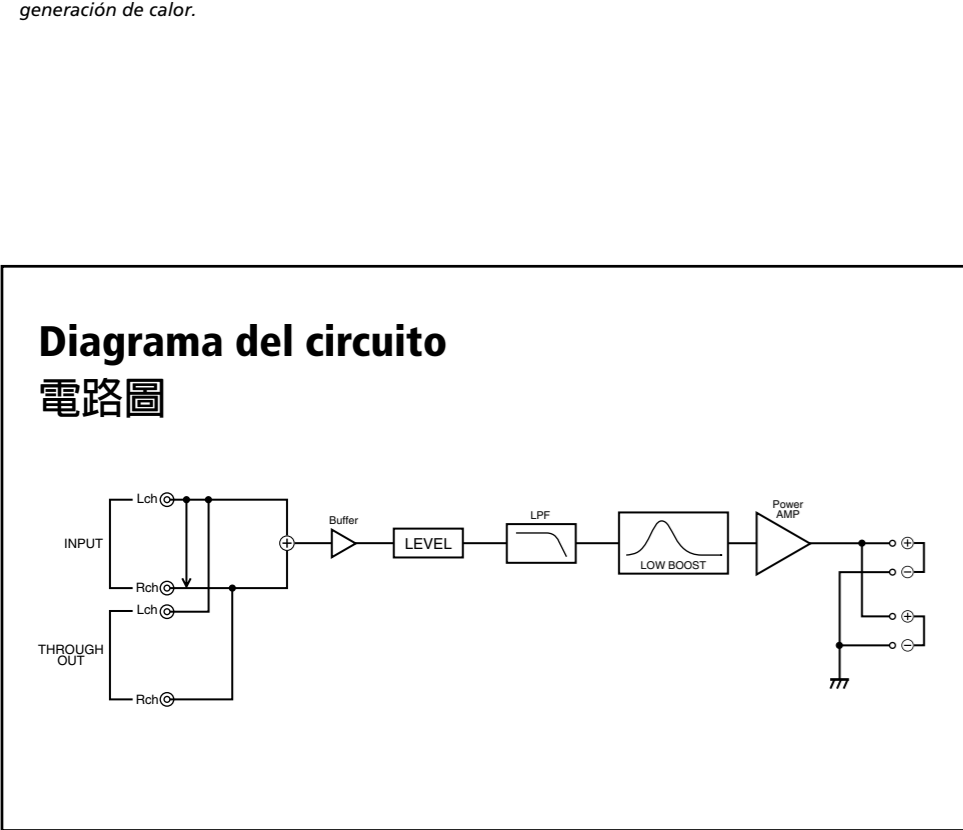 generación de calor.
Diagrama del circuito
電路圖
Lch
INPUT
Rch
Lch
THROUGH
OUT
Rch
Buffer
LEVEL
LPF
LOW BOOST
Power
AMP
+
−
+
−